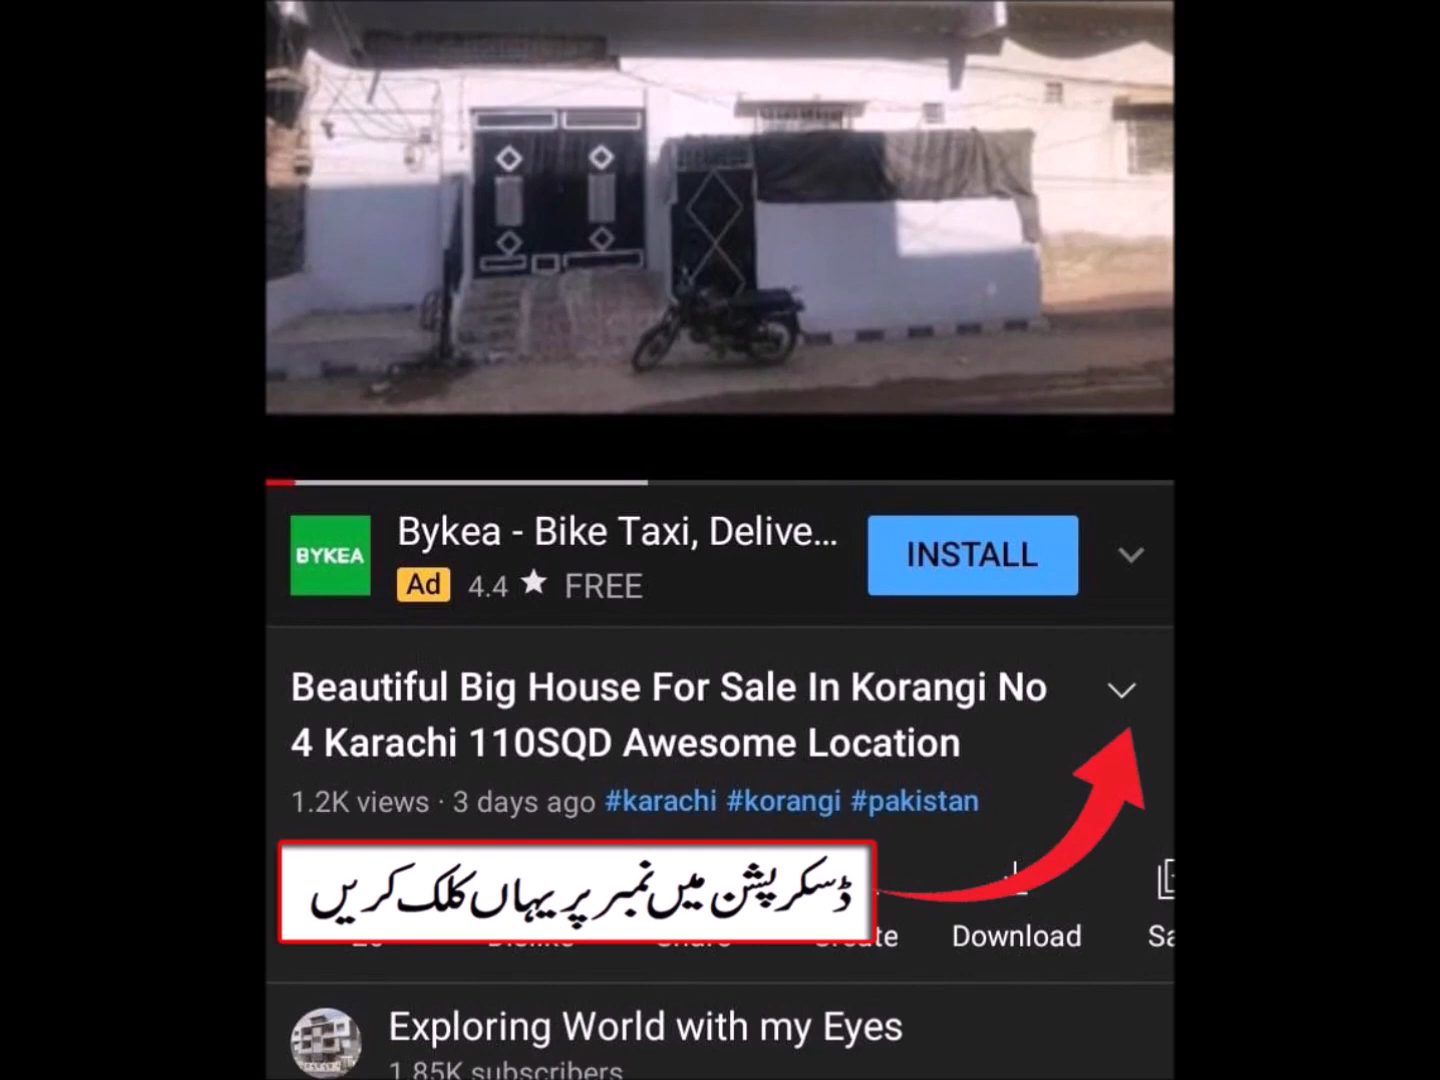 BYKEA
Bykea - Bike Taxi, Delive...
Ad 4.4 ★ FREE
INSTALL
Beautiful Big House For Sale In Korangi No
4 Karachi 110SQD Awesome Location
1.2K views · 3 days ago #karachi #korangi #pakistan
ڈسکرپشن میں نمبر پر یہاں کلک کریں
Download
Exploring World with my Eyes
1.85K subscribers